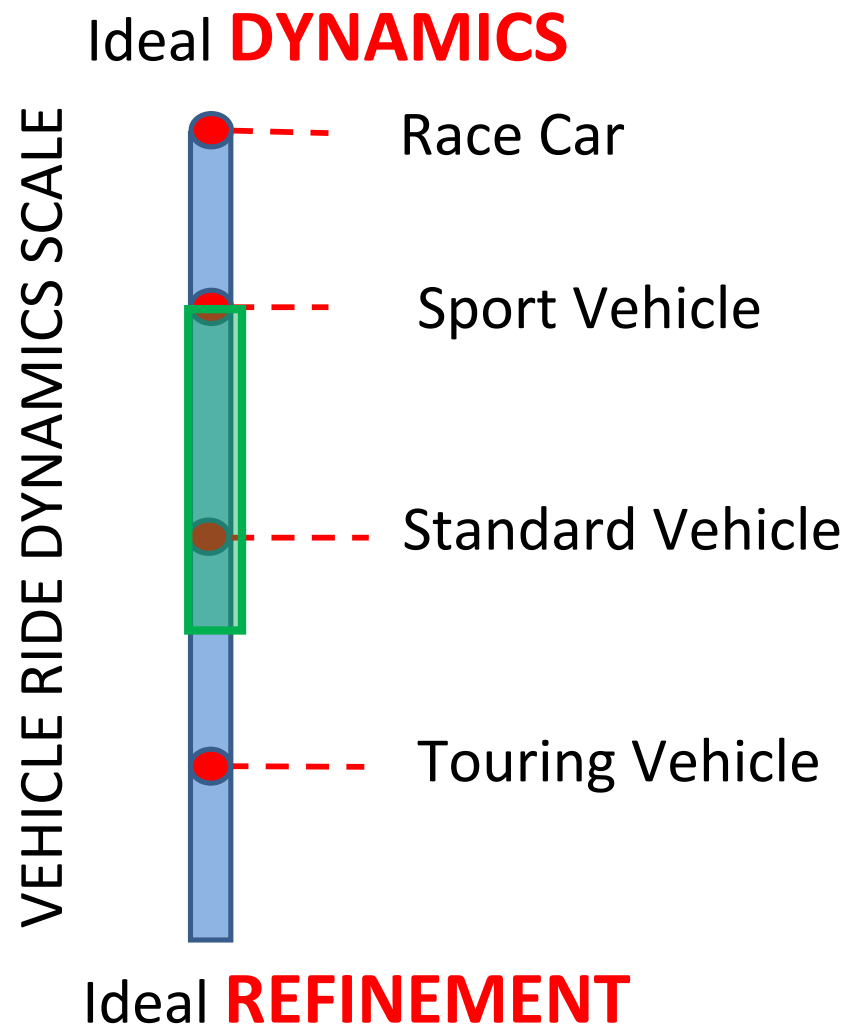 Ideal DYNAMICS
VEHICLE RIDE DYNAMICS SCALE
Race Car
Sport Vehicle
Standard Vehicle
Touring Vehicle
Ideal REFINEMENT